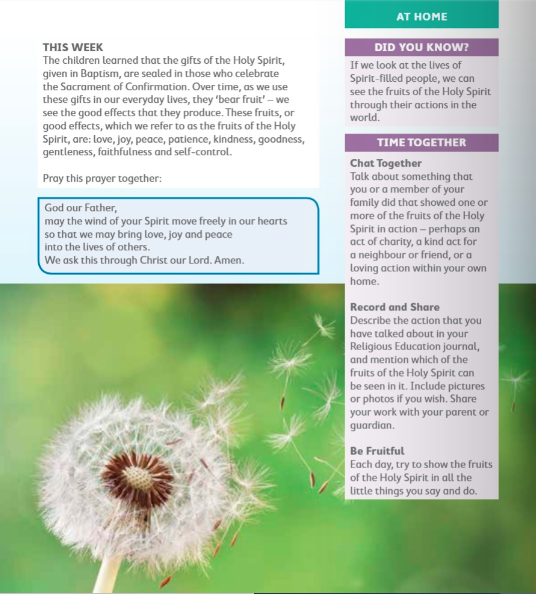 THIS WEEK
The children learned that the gifts of the Holy Spirit,
given in Baptism, are sealed in those who celebrate
the Sacrament of Confirmation. Over time, as we use
these gifts in our everyday lives, they ‘bear fruit’ – we
see the good effects that they produce. These fruits, or
good effects, which we refer to as the fruits of the Holy
Spirit, are: love, joy, peace, patience, kindness, goodness,
gentleness, faithfulness and self-control.
Pray this prayer together:
God our Father,
may the wind of your Spirit move freely in our hearts
so that we may bring love, joy and peace
into the lives of others.
We ask this through Christ our Lord. Amen.
AT HOME
DID YOU KNOW?
If we look at the lives of
Spirit-filled people, we can
see the fruits of the Holy Spirit
through their actions in the
world.
TIME TOGETHER
Chat Together
Talk about something that
you or a member of your
family did that showed one or
more of the fruits of the Holy
Spirit in action – perhaps an
act of charity, a kind act for
a neighbour or friend, or a
loving action within your own
home.
Record and Share
Describe the action that you
have talked about in your
Religious Education journal,
and mention which of the
fruits of the Holy Spirit can
be seen in it. Include pictures
or photos if you wish. Share
your work with your parent or
guardian.
Be Fruitful
Each day, try to show the fruits
of the Holy Spirit in all the
little things you say and do.